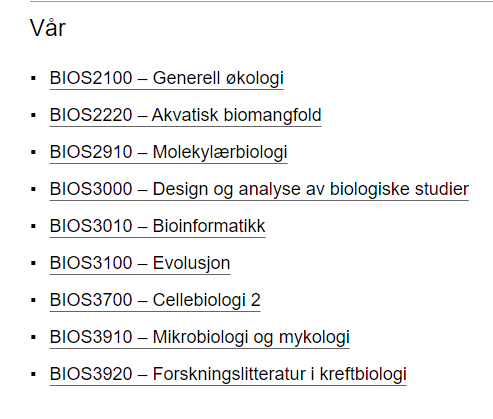 Vår
▪ BIOS2100 – Generell økologi
▪ BIOS2220 – Akvatisk biomangfold
▪ BIOS2910 – Molekylærbiologi
▪ BIOS3000 – Design og analyse av biologiske studier
▪ BIOS3010 – Bioinformatikk
▪ BIOS3100 – Evolusjon
▪ BIOS3700 – Cellebiologi 2
▪ BIOS3910 – Mikrobiologi og mykologi
▪ BIOS3920 – Forskningslitteratur i kreftbiologi